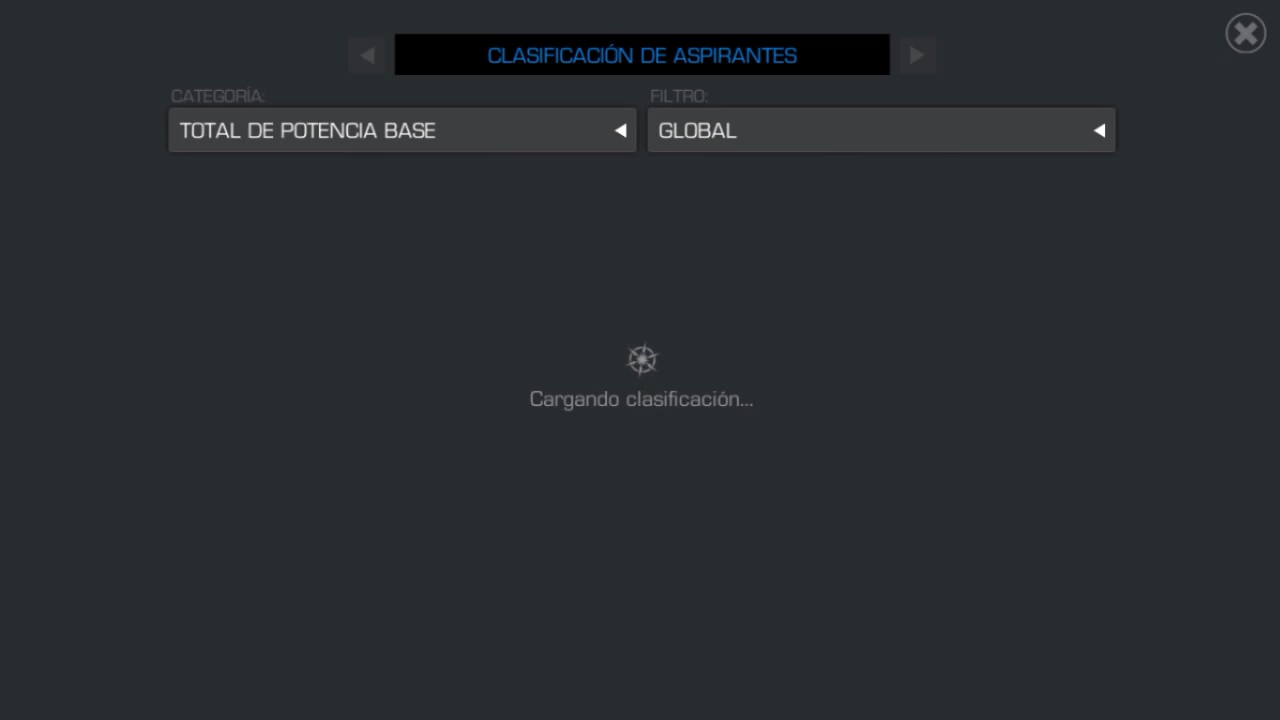 CLASIFICACIÓN DE ASPIRANTES
CATEGORÍA:
FILTRO:
TOTAL DE POTENCIA BASE
GLOBAL
Cargando clasificación...